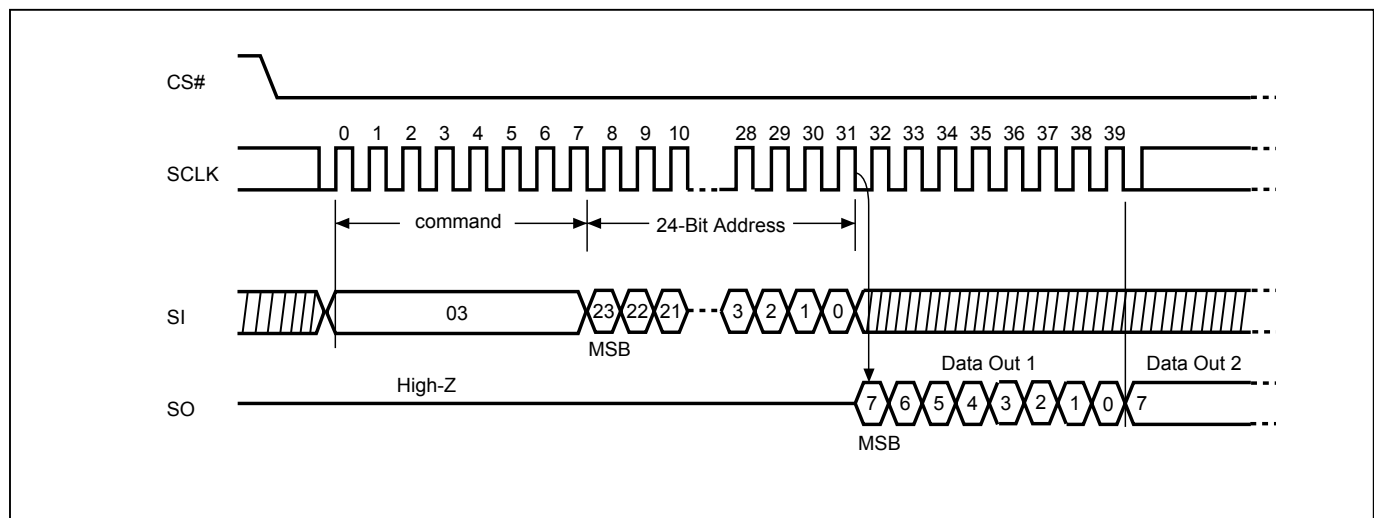 CS#
0 1 2 3 4 5 6 7 8 9 10 28 29 30 31 32 33 34 35 36 37 38 39
SCLK
command 24-Bit Address
SI 03 23 22 21 3 2 1 0
MSB
Data Out 1 Data Out 2
High-Z
SO 7 6 5 4 3 2 1 0 7
MSB